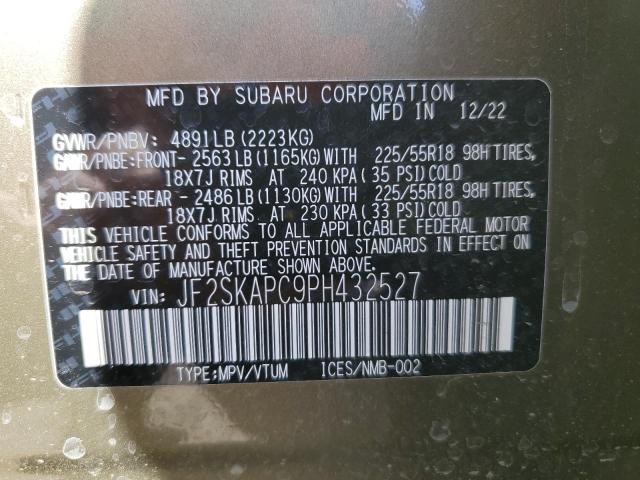 MFD BY SUBARU CORPORATION
MFD IN 12/22
GVWR/PNBV: 4891LB (2223KG)
GAWR/PNBE:FRONT- 2563 LB (1165KG)WITH 225/55R18 98H TIRES,
18X7J RIMS AT 240 KPA (35 PSI)COLD
GAWR/PNBE:REAR - 2486 LB (1130KG)WITH 225/55R18 98H TIRES,
18X7J RIMS AT 230 KPA (33 PSI)COLD.
THIS VEHICLE CONFORMS TO ALL APPLICABLE FEDERAL MOTOR
VEHICLE SAFETY AND THEFT PREVENTION STANDARDS IN EFFECT ON
THE DATE OF MANUFACTURE SHOWN ABOVE.
VIN: JF2SKAPC9PH432527
TYPE:MPV/VTUM ICES/NMB-002